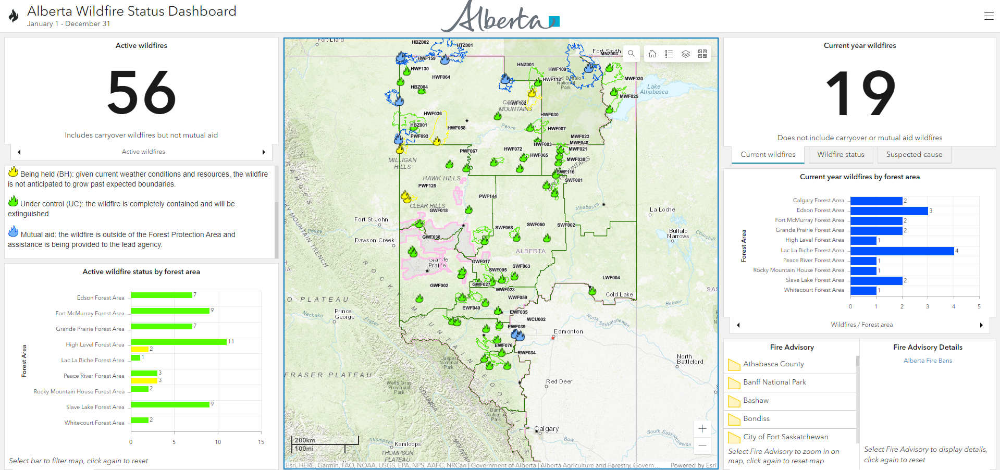 Alberta Wildfire Status Dashboard
January 1 - December 31
Alberta
Active wildfires
56
Includes carryover wildfires but not mutual aid
Active wildfires
Being held (BH): given current weather conditions and resources, the wildfire
is not anticipated to grow past expected boundaries.
Under control (UC): the wildfire is completely contained and will be
extinguished.
Mutual aid: the wildfire is outside of the Forest Protection Area and
assistance is being provided to the lead agency.
Active wildfire status by forest area
Forest Area
Edson Forest Area 7
Fort McMurray Forest Area 9
Grande Prairie Forest Area 7
High Level Forest Area 11
2
Lac La Biche Forest Area 1
Peace River Forest Area 3
3
Rocky Mountain House Forest Area 2
Slave Lake Forest Area 9
Whitecourt Forest Area 2
0 5 10 15
Select bar to filter map, click again to reset
Fort Liard
HBZ002
HTZ001
Fort Smith
MNZ003
HWF159
HNZ001
HWF130
HWF109
HWF064
HWF112
MWF030
Wood Buffalo
National
Park
Lake
Athabasca
HBZ004
MWF025
CARIBOU
MOUNTAINS
HWF102
HWF036
HWF030
HBZ001
HWF058
Peace
HWF087
PWF093
MWF023
HWF083
MWF048
PWF067
HWF072
MWF021
HWF065
MWF038
MILLIGAN
HILLS
SWF116
HAWK HILLS
SWF081
PWF125
PWF144
CLEAR HILLS
GWF018
Athabasca
La Loche
Fort St John
Peace
SWF068
SWF060
SWF002
Buffalo
Narrows
Churchill
Dawson Creek
GWF038
ALBERTA
ROCKY MOUNTAIN TRENCH
Grande
Prairie
GWF017
SWF095
SWF063
LWF004
GWF002
GWF027
WWF023
Cold Lake
WWF059
Beaver
Nechako
Prince
George
Fraser
EWF040
EWF035
WCU002
North
Saskatchewan
EWF039
Edmonton
EWF076
RWF034
Jasper
National
Park
North
Battleford
FRASER PLATEAU
Wells Gray
Provincial
Park
Red Deer
COLUMBIA
ROCKY MOUNTAINS
FOOTHILLS
Banff
National
Park
Calgary
Bow
South Saskatchewan
Thompson
Kamloops
THOMPSON
PLATEAU
200km
100mi
Esri, HERE, Garmin, FAO, NOAA, USGS, EPA, NPS, AAFC, NRCan | Government of Alberta | Alberta Agriculture and Forestry, Govern... Powered by Esri
Current year wildfires
19
Does not include carryover or mutual aid wildfires
Current wildfires Wildfire status Suspected cause
Current year wildfires by forest area
Forest Area
Calgary Forest Area 2
Edson Forest Area 3
Fort McMurray Forest Area 2
Grande Prairie Forest Area 2
High Level Forest Area 1
Lac La Biche Forest Area 4
Peace River Forest Area 1
Rocky Mountain House Forest Area 1
Slave Lake Forest Area 2
Whitecourt Forest Area 1
0 1 2 3 4 5
Wildfires / Forest area
Fire Advisory
Athabasca County
Banff National Park
Bashaw
Bondiss
City of Fort Saskatchewan
Select Fire Advisory to zoom in on
map, click again to reset map
Fire Advisory Details
Alberta Fire Bans
Select Fire Advisory to display details,
click again to reset